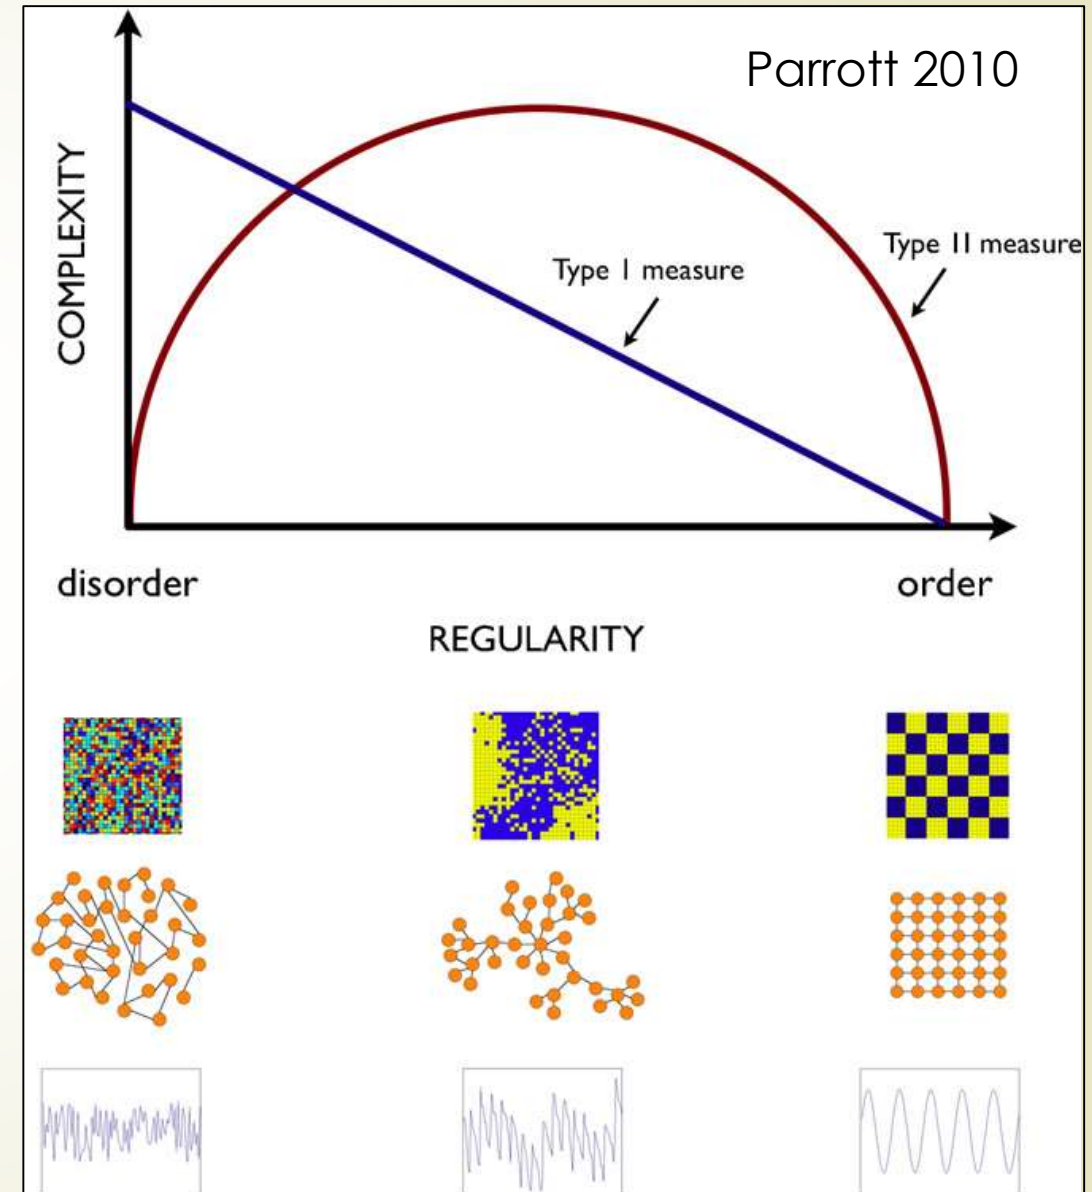 Parrott 2010
COMPLEXITY
Type II measure
Type I measure
disorder
order
REGULARITY